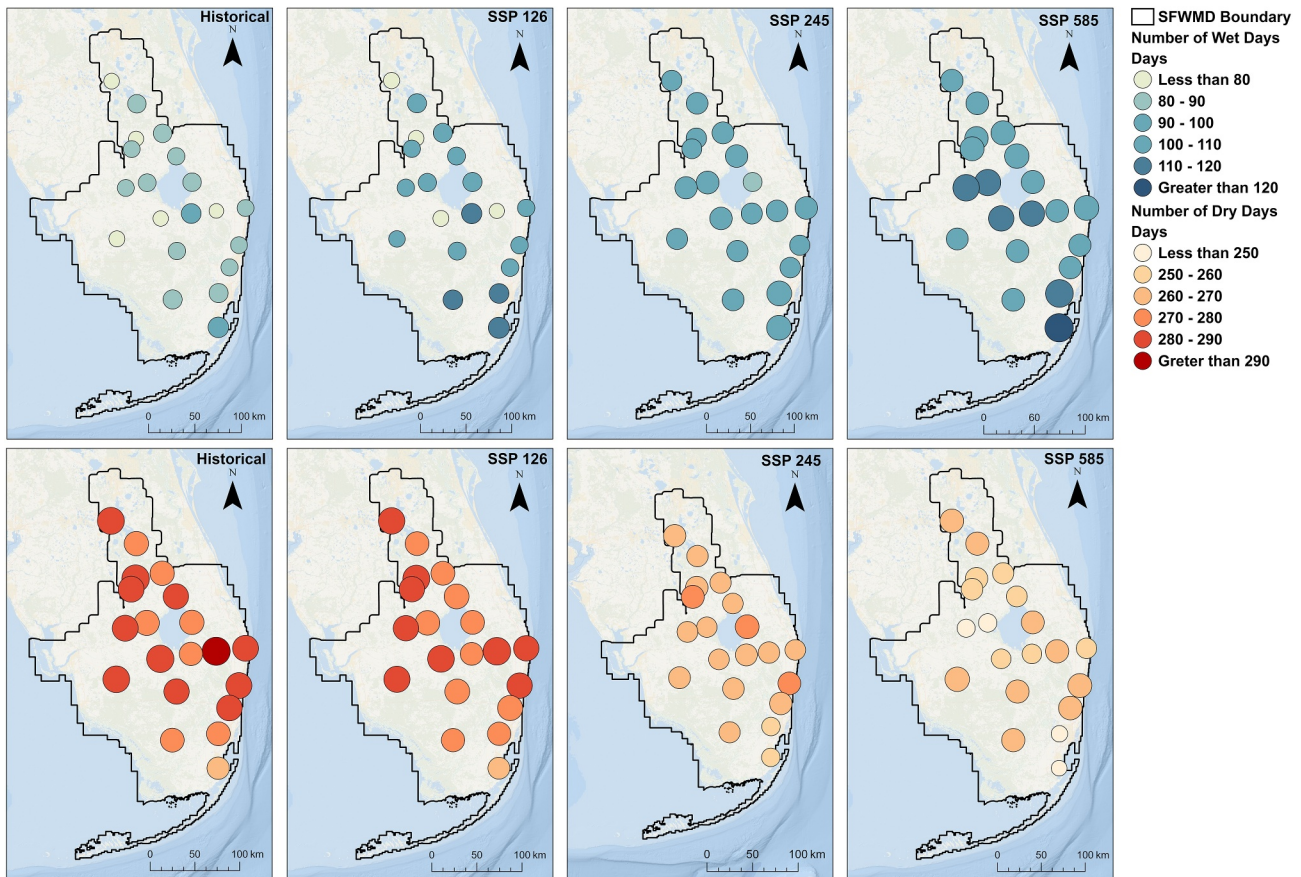 Historical
N
0 50 100 km
SSP 126
N
0 50 100 km
SSP 245
N
0 50 100 km
SSP 585
N
0 60 100 km
SFWMD Boundary
Number of Wet Days
Days
Less than 80
80 - 90
90 - 100
100 - 110
110 - 120
Greater than 120
Number of Dry Days
Days
Less than 250
250 - 260
260 - 270
270 - 280
280 - 290
Greter than 290
Historical
N
0 50 100 km
SSP 126
N
0 50 100 km
SSP 245
N
0 50 100 km
SSP 585
N
0 50 100 km